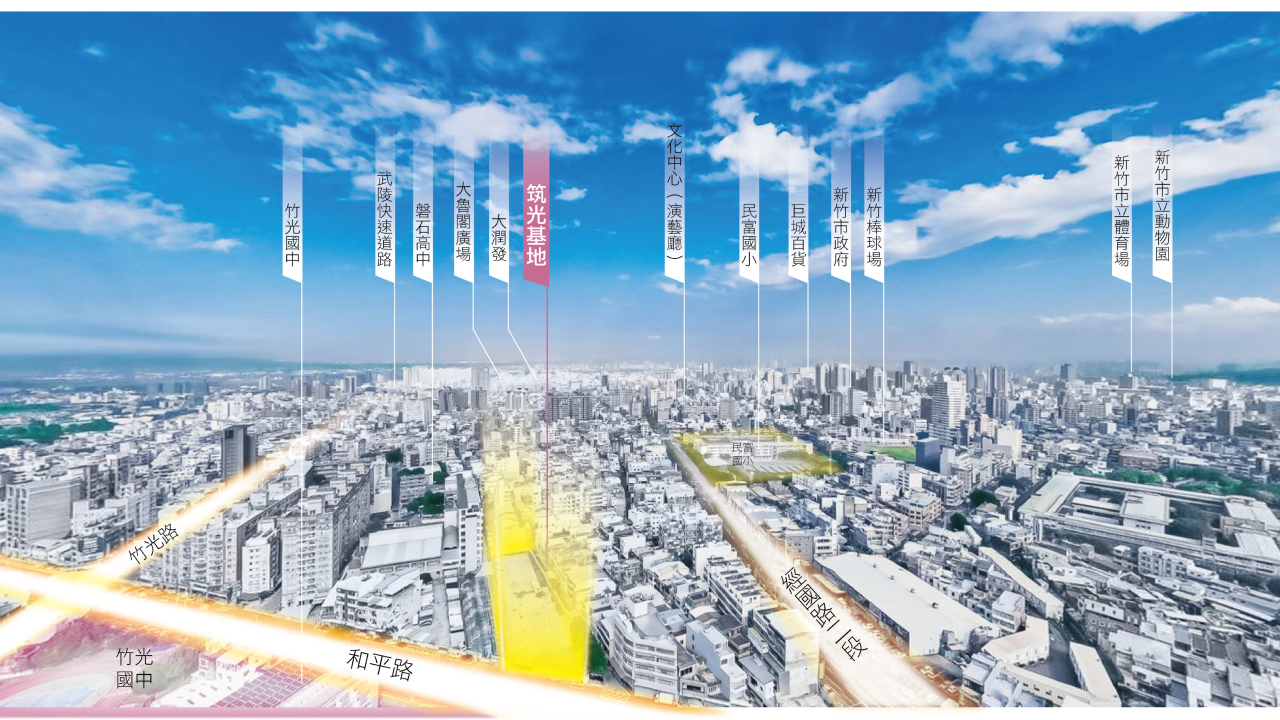 竹光國中
武陵快速道路
磐石高中
大魯閣廣場
大潤發
筑光基地
文化中心（演藝廳）
民富國小
巨城百貨
新竹市政府
新竹棒球場
新竹市立體育場
新竹市立動物園
民富
國小
竹光路
經國路一段
竹光
國中
和平路